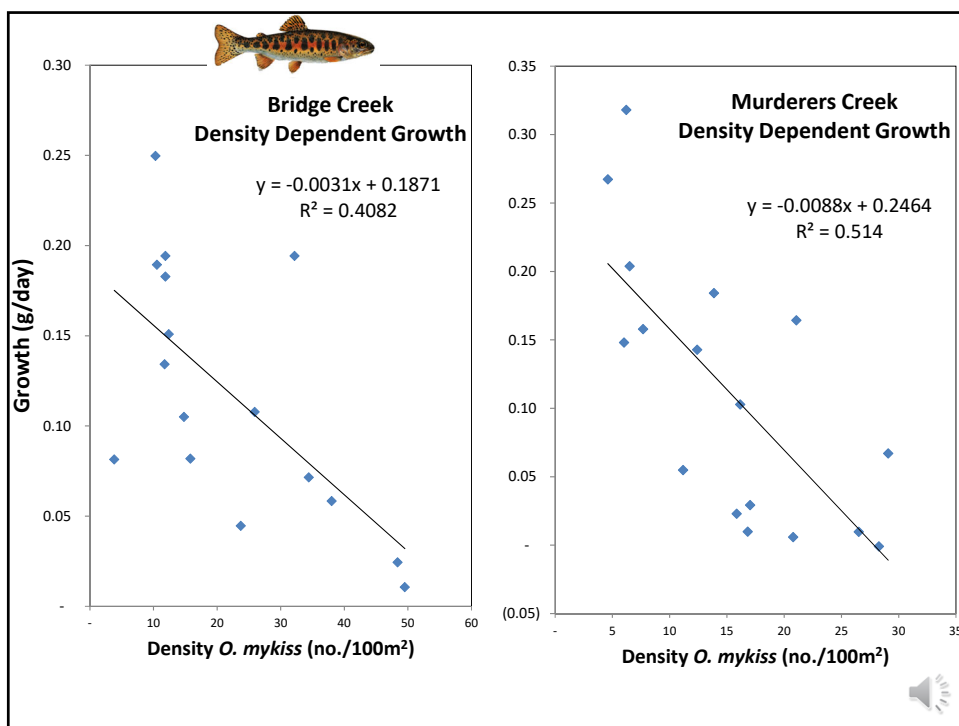 Bridge Creek
Density Dependent Growth
y = -0.0031x + 0.1871
R² = 0.4082
0.30
0.25
0.20
0.15
0.10
0.05
-
Growth (g/day)
- 10 20 30 40 50 60
Density O. mykiss (no./100m²)
Murderers Creek
Density Dependent Growth
y = -0.0088x + 0.2464
R² = 0.514
0.35
0.30
0.25
0.20
0.15
0.10
0.05
-
(0.05)
- 5 10 15 20 25 30 35
Density O. mykiss (no./100m²)